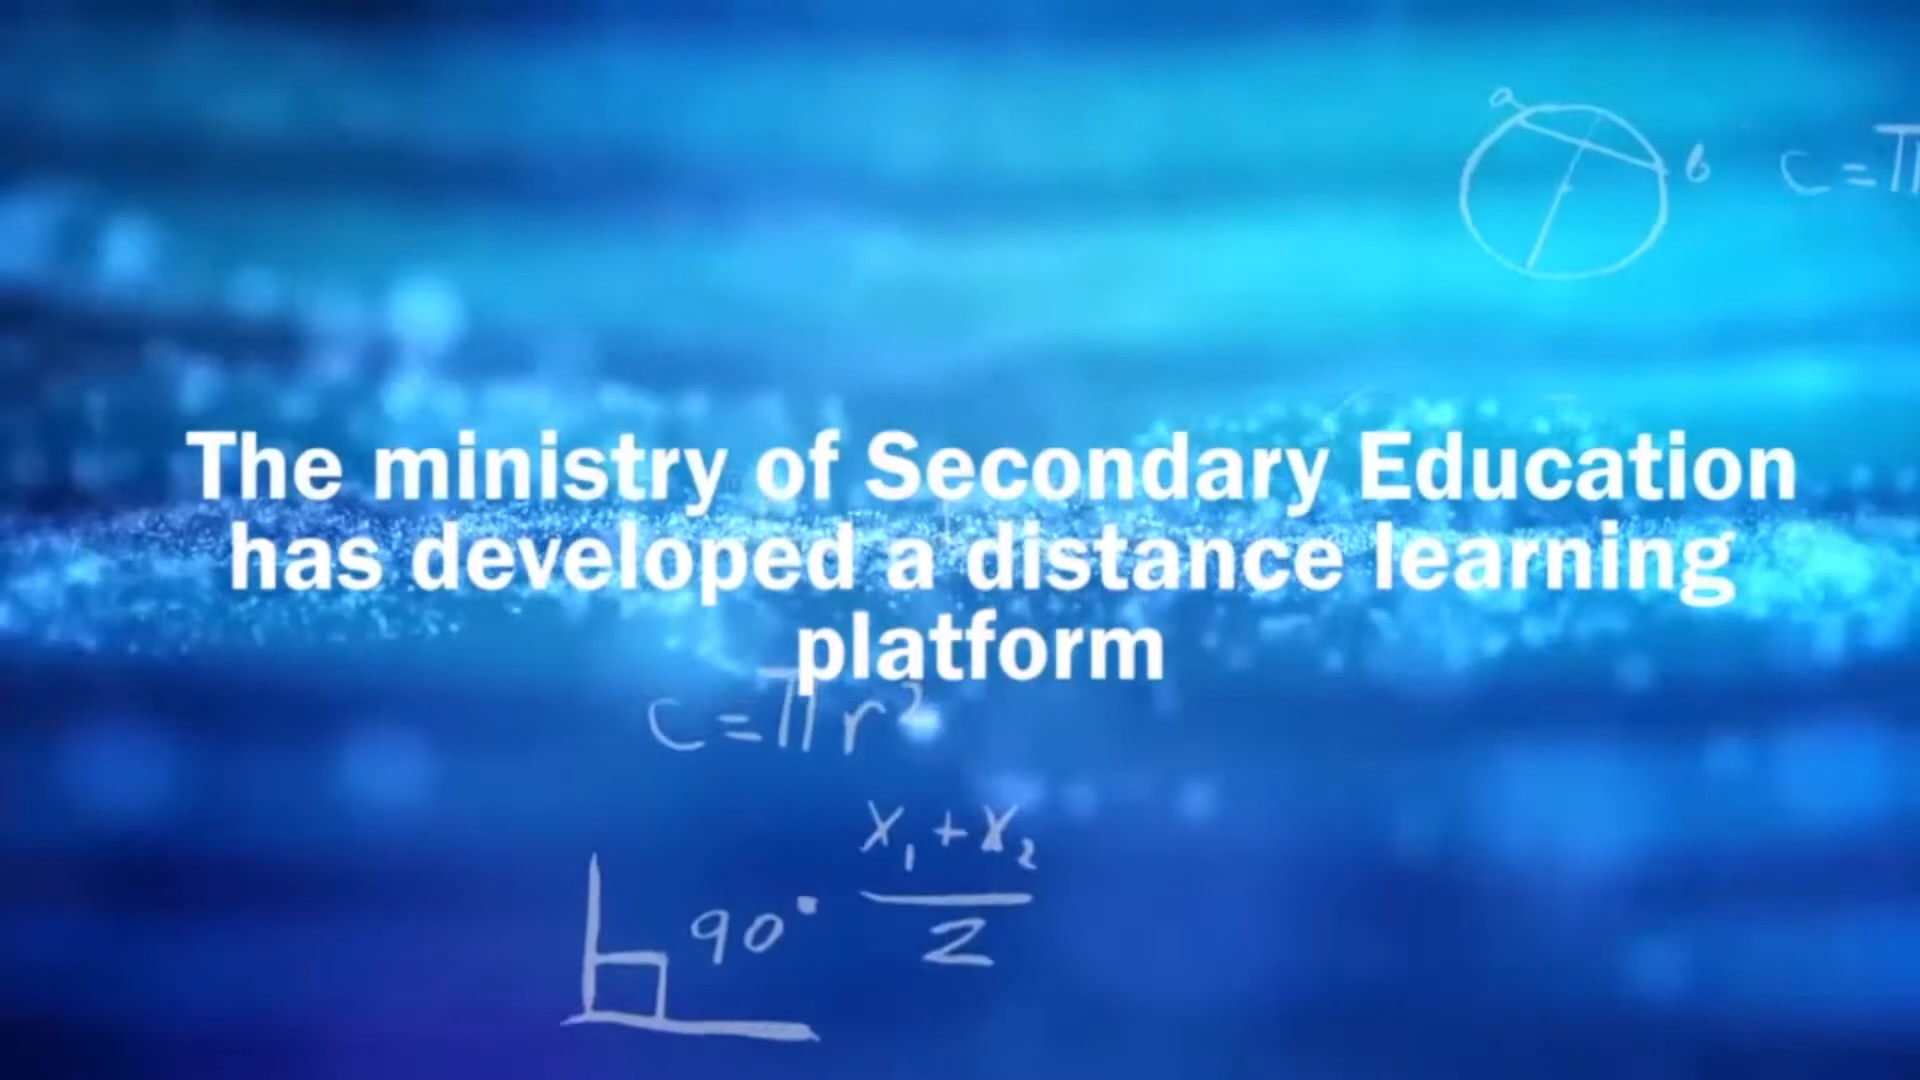 a
b
C = π
The ministry of Secondary Education
has developed a distance learning
platform
C = πr²
x₁ + x₂
90°
2